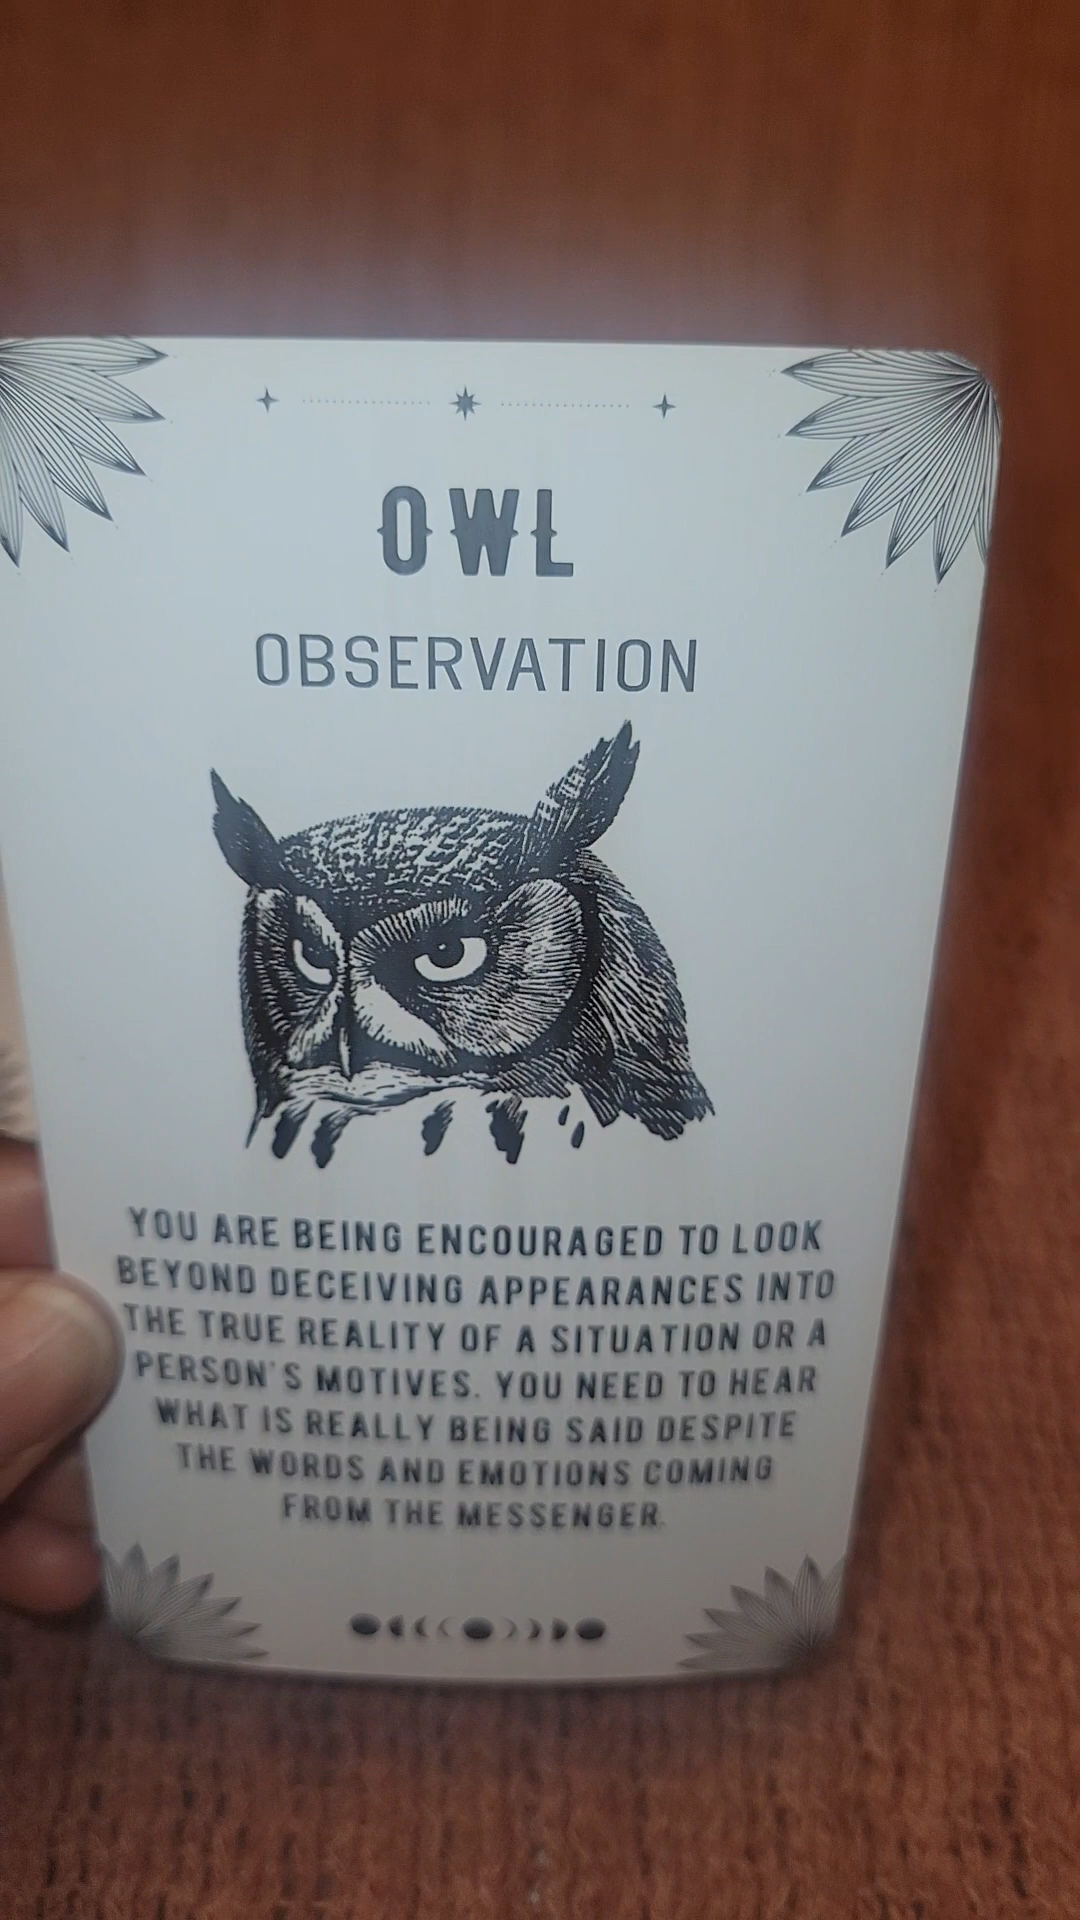 OWL
OBSERVATION
YOU ARE BEING ENCOURAGED TO LOOK
BEYOND DECEIVING APPEARANCES INTO
THE TRUE REALITY OF A SITUATION OR A
PERSON'S MOTIVES. YOU NEED TO HEAR
WHAT IS REALLY BEING SAID DESPITE
THE WORDS AND EMOTIONS COMING
FROM THE MESSENGER.